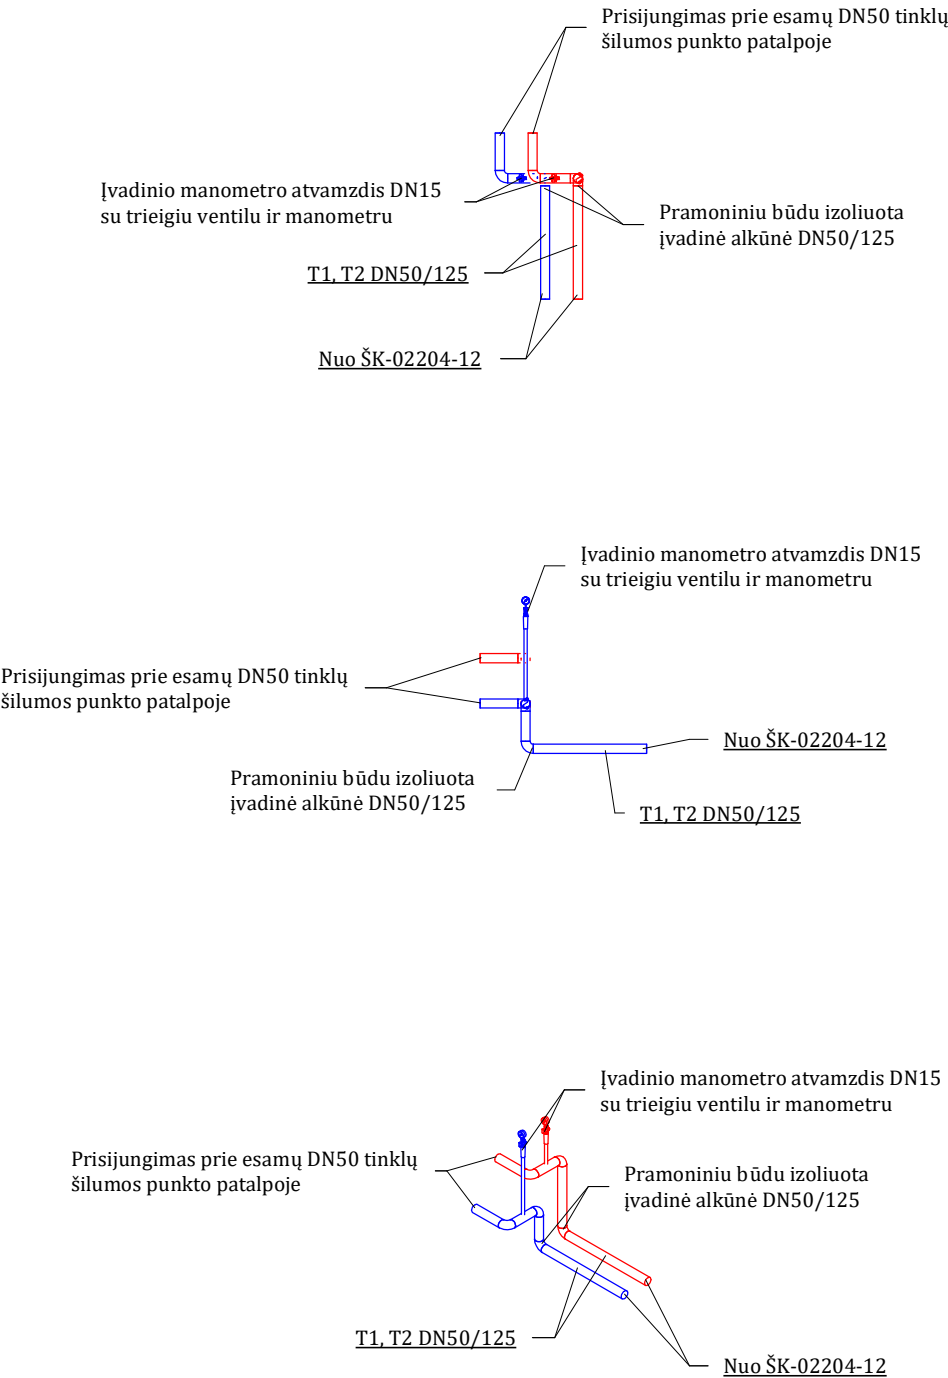 Prisijungimas prie esamų DN50 tinklų
šilumos punkto patalpoje
Įvadinio manometro atvamzdis DN15
su trieigiu ventilu ir manometru
Pramoniniu būdu izoliuota
įvadinė alkūnė DN50/125
T1, T2 DN50/125
Nuo ŠK-02204-12
Įvadinio manometro atvamzdis DN15
su trieigiu ventilu ir manometru
Prisijungimas prie esamų DN50 tinklų
šilumos punkto patalpoje
Nuo ŠK-02204-12
Pramoniniu būdu izoliuota
įvadinė alkūnė DN50/125
T1, T2 DN50/125
Įvadinio manometro atvamzdis DN15
su trieigiu ventilu ir manometru
Prisijungimas prie esamų DN50 tinklų
šilumos punkto patalpoje
Pramoniniu būdu izoliuota
įvadinė alkūnė DN50/125
T1, T2 DN50/125
Nuo ŠK-02204-12